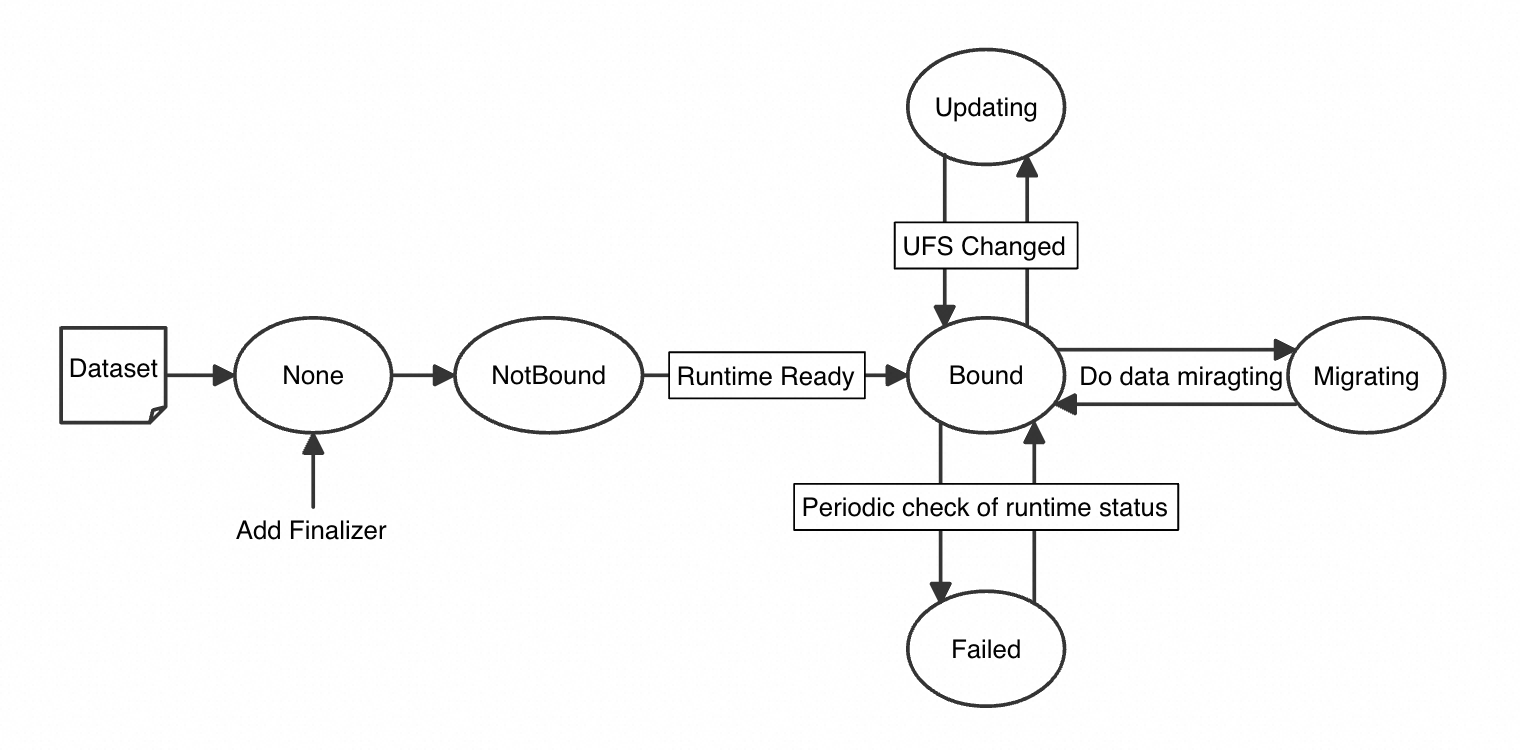 Updating
UFS Changed
Dataset
None
NotBound
Runtime Ready
Bound
Do data miragting
Migrating
Add Finalizer
Periodic check of runtime status
Failed